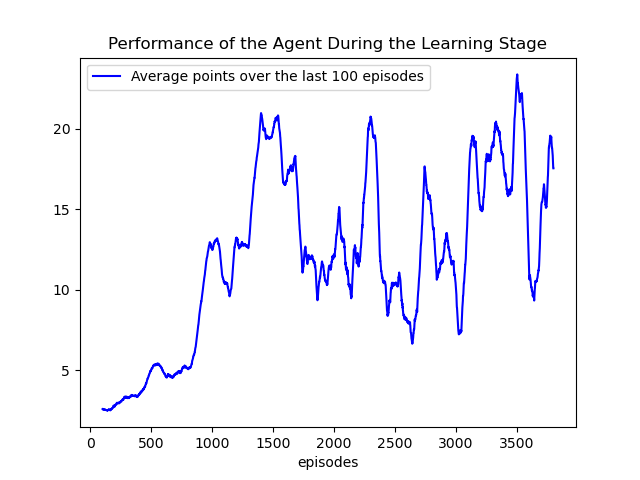 Performance of the Agent During the Learning Stage
Average points over the last 100 episodes
20
15
10
5
0 500 1000 1500 2000 2500 3000 3500
episodes